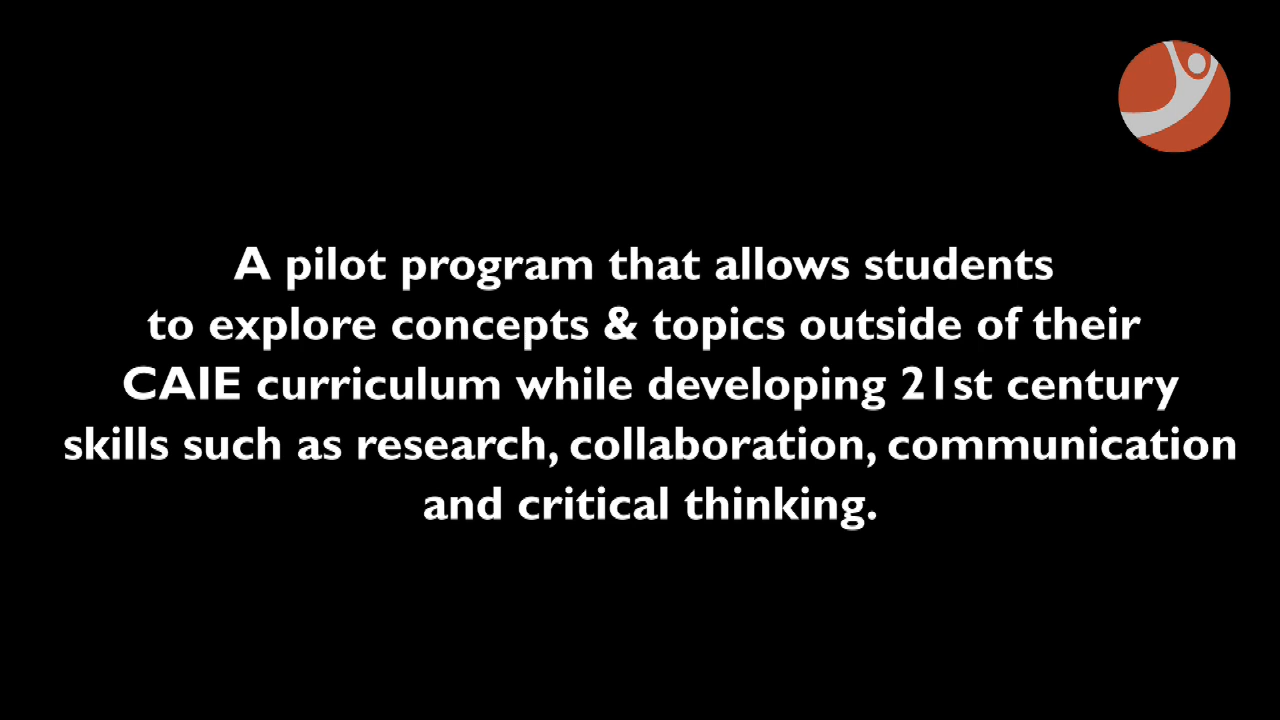 A pilot program that allows students
to explore concepts & topics outside of their
CAIE curriculum while developing 21st century
skills such as research, collaboration, communication
and critical thinking.